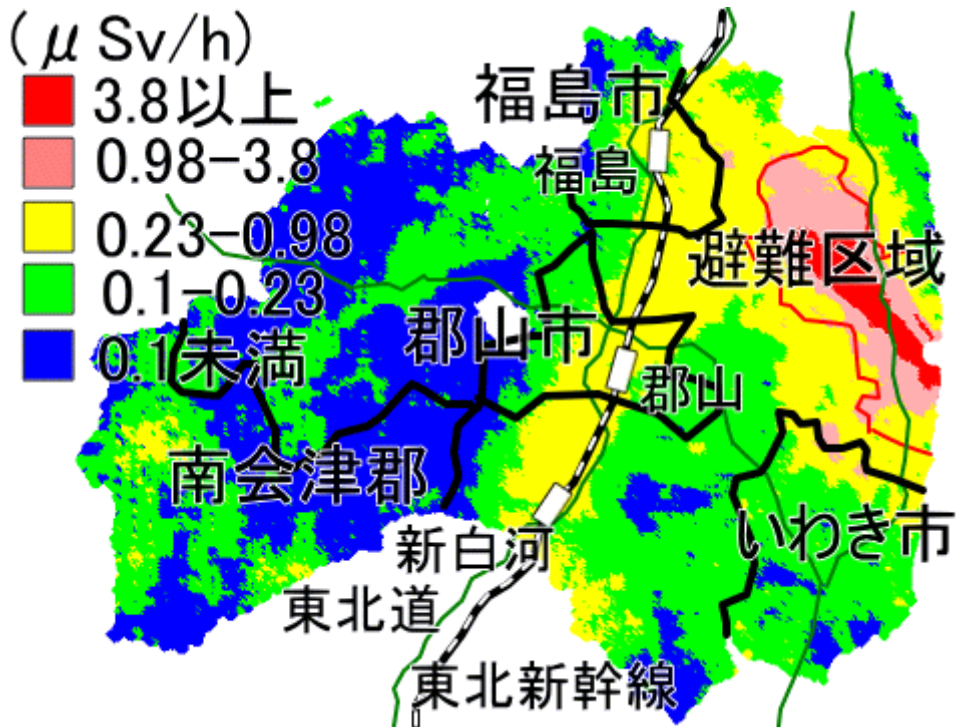 (μSv/h)
3.8以上
0.98-3.8
0.23-0.98
0.1-0.23
0.1未満
福島市
福島
避難区域
郡山市
郡山
南会津郡
いわき市
新白河
東北道
東北新幹線